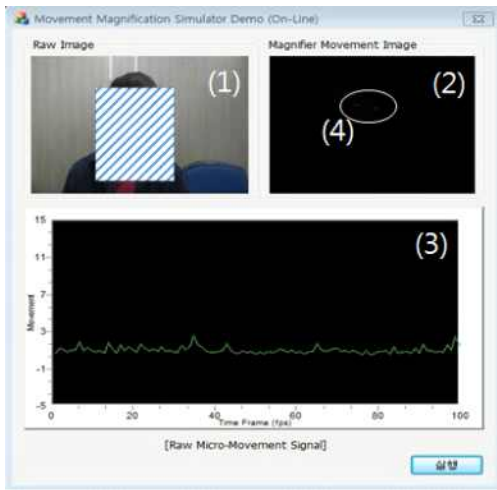 Movement Magnification Simulator Demo (On-Line)
Raw Image
Magnifier Movement Image
(1)
(2)
(4)
15
11
7
3
-1
-5
Movement
(3)
0 20 40 60 80 100
Time Frame (fps)
[Raw Micro-Movement Signal]
실행